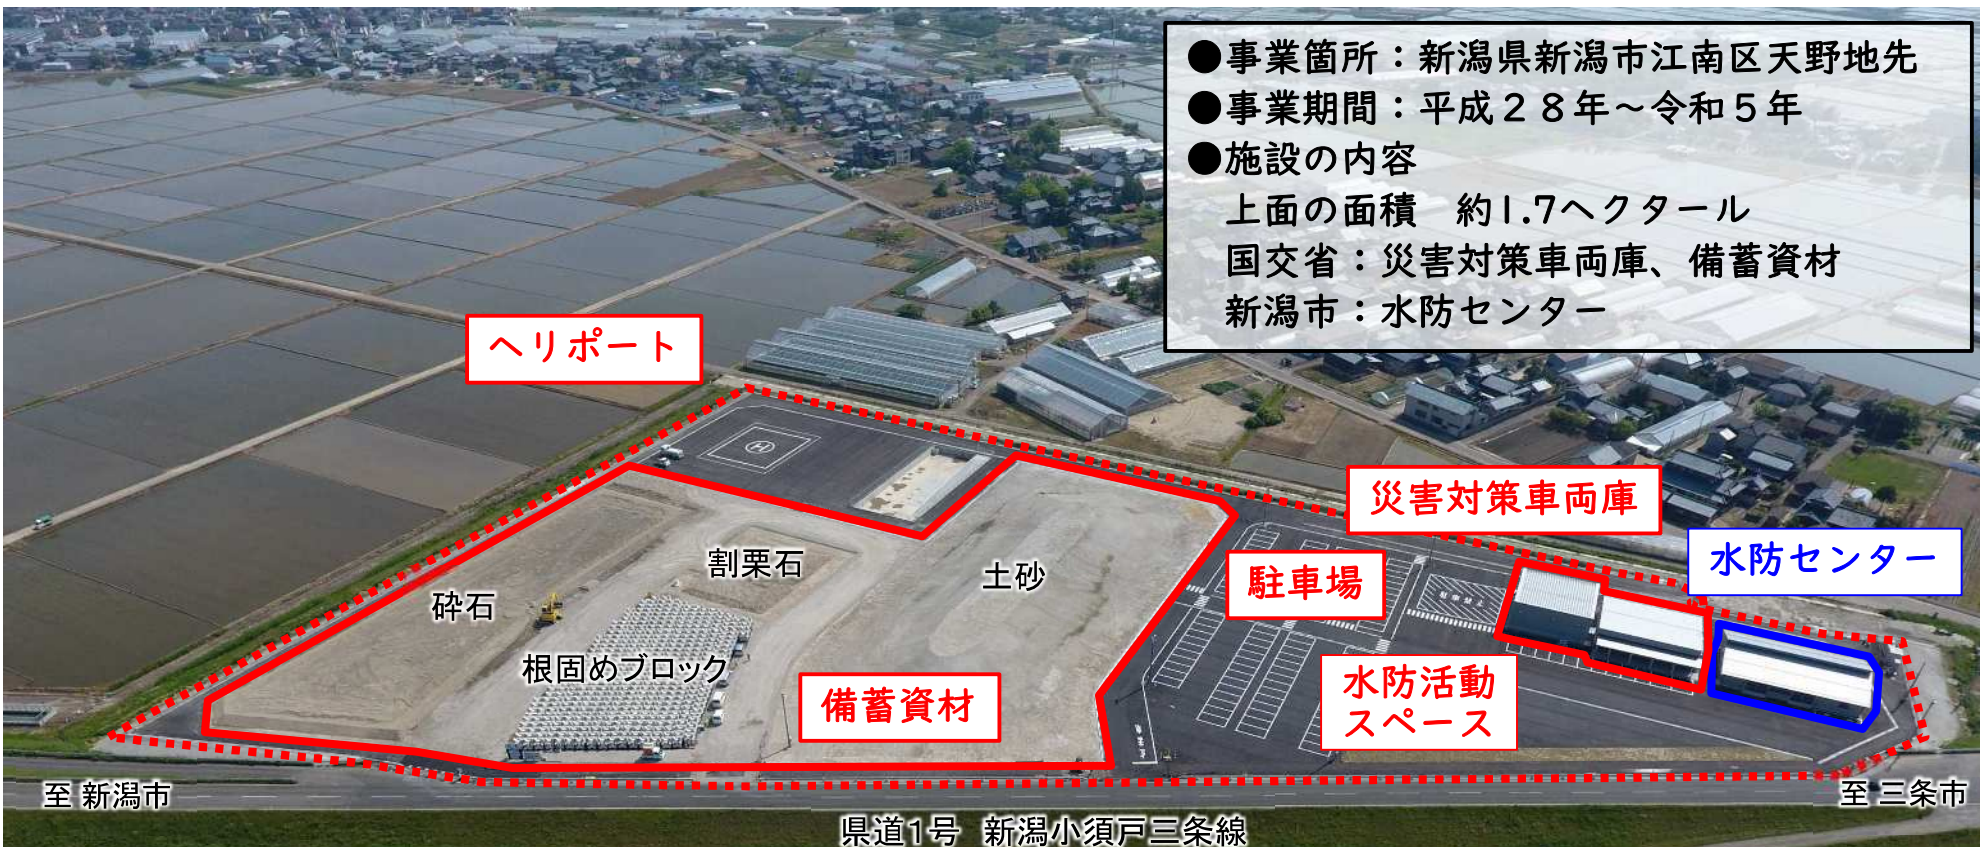 ●事業箇所：新潟県新潟市江南区天野地先
●事業期間：平成２８年～令和５年
●施設の内容
上面の面積　約1.7ヘクタール
国交省：災害対策車両庫、備蓄資材
新潟市：水防センター
ヘリポート
災害対策車両庫
水防センター
割栗石
土砂
駐車場
砕石
根固めブロック
備蓄資材
水防活動
スペース
至 新潟市
至 三条市
県道1号　新潟小須戸三条線